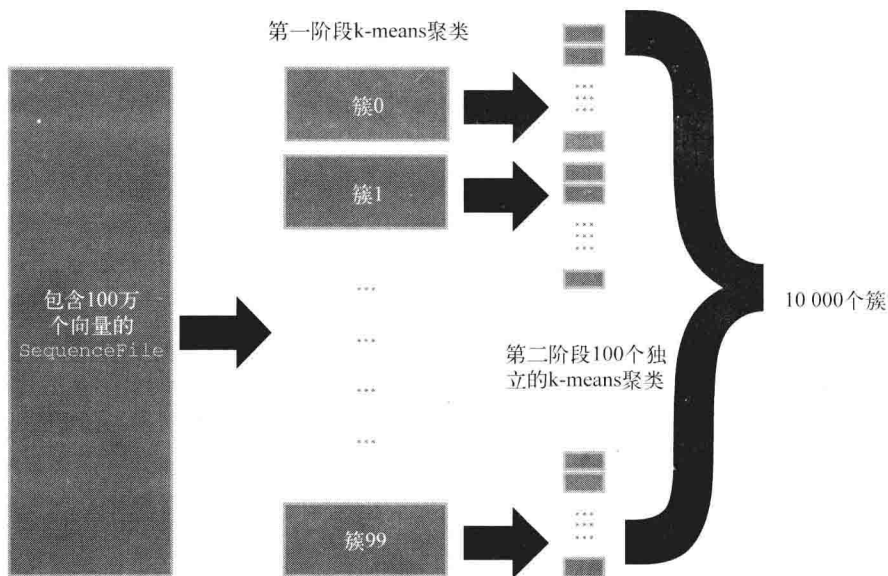 第一阶段k-means聚类
包含100万
个向量的
SequenceFile
簇0
簇1
...
...
...
...
簇99
...
...
...
...
...
...
第二阶段100个独
立的k-means聚类
...
...
...
10 000个簇